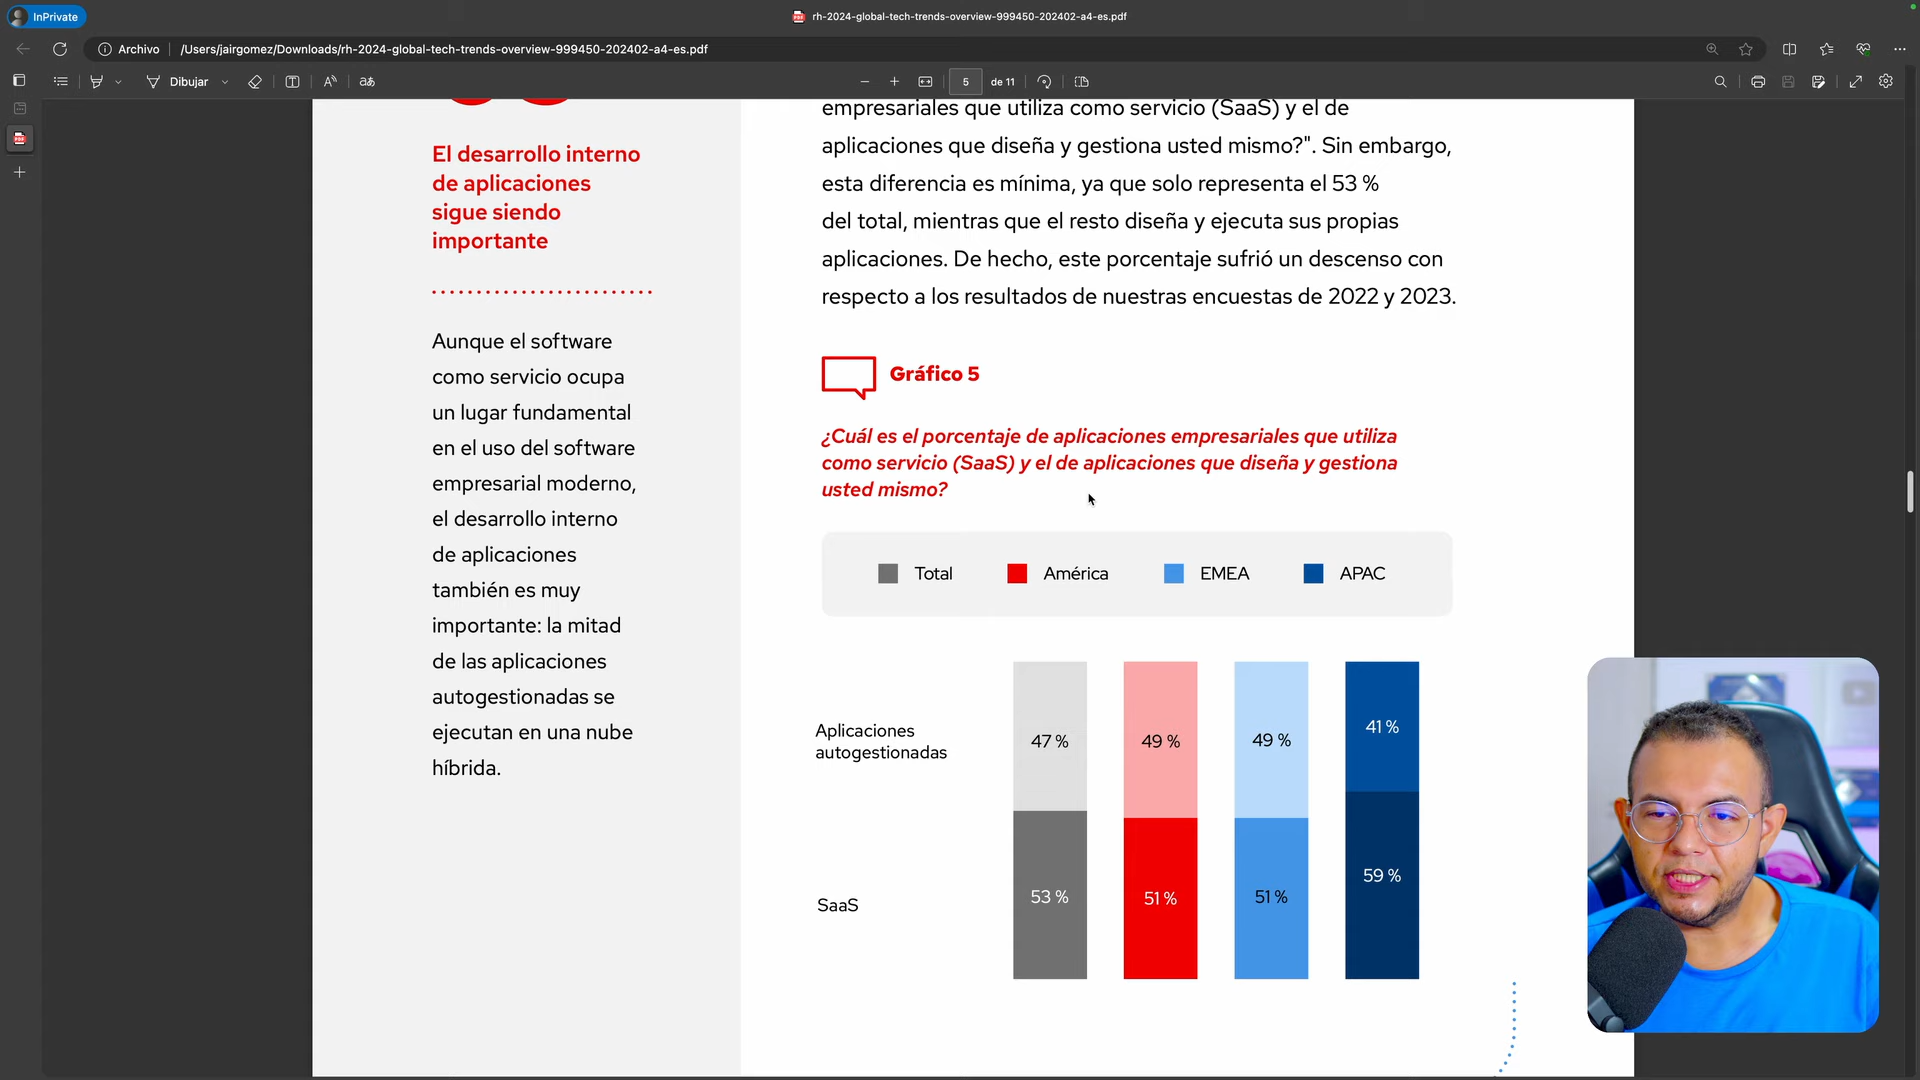 InPrivate
rh-2024-global-tech-trends-overview-999450-202402-a4-es.pdf
Archivo
/Users/jairgomez/Downloads/rh-2024-global-tech-trends-overview-999450-202402-a4-es.pdf
Dibujar
5
de 11
El desarrollo interno
de aplicaciones
sigue siendo
importante
Aunque el software
como servicio ocupa
un lugar fundamental
en el uso del software
empresarial moderno,
el desarrollo interno
de aplicaciones
también es muy
importante: la mitad
de las aplicaciones
autogestionadas se
ejecutan en una nube
híbrida.
empresariales que utiliza como servicio (SaaS) y el de
aplicaciones que diseña y gestiona usted mismo?". Sin embargo,
esta diferencia es mínima, ya que solo representa el 53 %
del total, mientras que el resto diseña y ejecuta sus propias
aplicaciones. De hecho, este porcentaje sufrió un descenso con
respecto a los resultados de nuestras encuestas de 2022 y 2023.
Gráfico 5
¿Cuál es el porcentaje de aplicaciones empresariales que utiliza
como servicio (SaaS) y el de aplicaciones que diseña y gestiona
usted mismo?
Total
América
EMEA
APAC
Aplicaciones
autogestionadas
47 %
49 %
49 %
41 %
SaaS
53 %
51 %
51 %
59 %